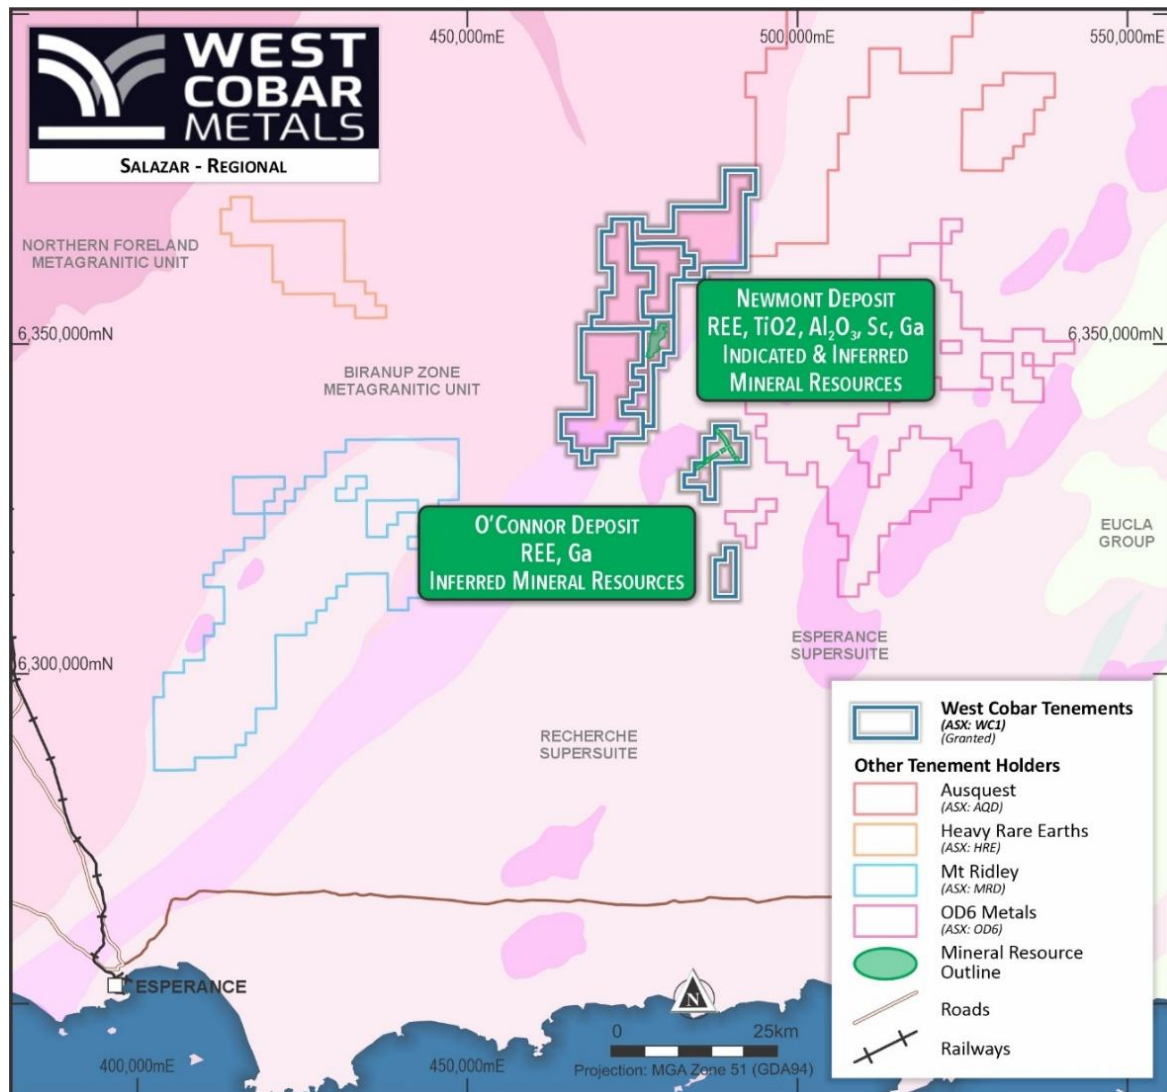 WEST
COBAR
METALS
SALAZAR - REGIONAL
450,000mE
500,000mE
550,000mE
NORTHERN FORELAND
METAGRANITIC UNIT
6,350,000mN
6,350,000mN
BIRANUP ZONE
METAGRANITIC UNIT
NEWMONT DEPOSIT
REE, TIO2, AL₂O₃, SC, GA
INDICATED & INFERRED
MINERAL RESOURCES
O'CONNOR DEPOSIT
REE, GA
INFERRED MINERAL RESOURCES
EUCLA
GROUP
ESPERANCE
SUPERSUITE
6,300,000mN
RECHERCHE
SUPERSUITE
ESPERANCE
400,000mE
450,000mE
N
0 25km
Projection: MGA Zone 51 (GDA94)
West Cobar Tenements
(ASX: WC1)
(Granted)
Other Tenement Holders
Ausquest
(ASX: AQD)
Heavy Rare Earths
(ASX: HRE)
Mt Ridley
(ASX: MRD)
OD6 Metals
(ASX: OD6)
Mineral Resource
Outline
Roads
Railways